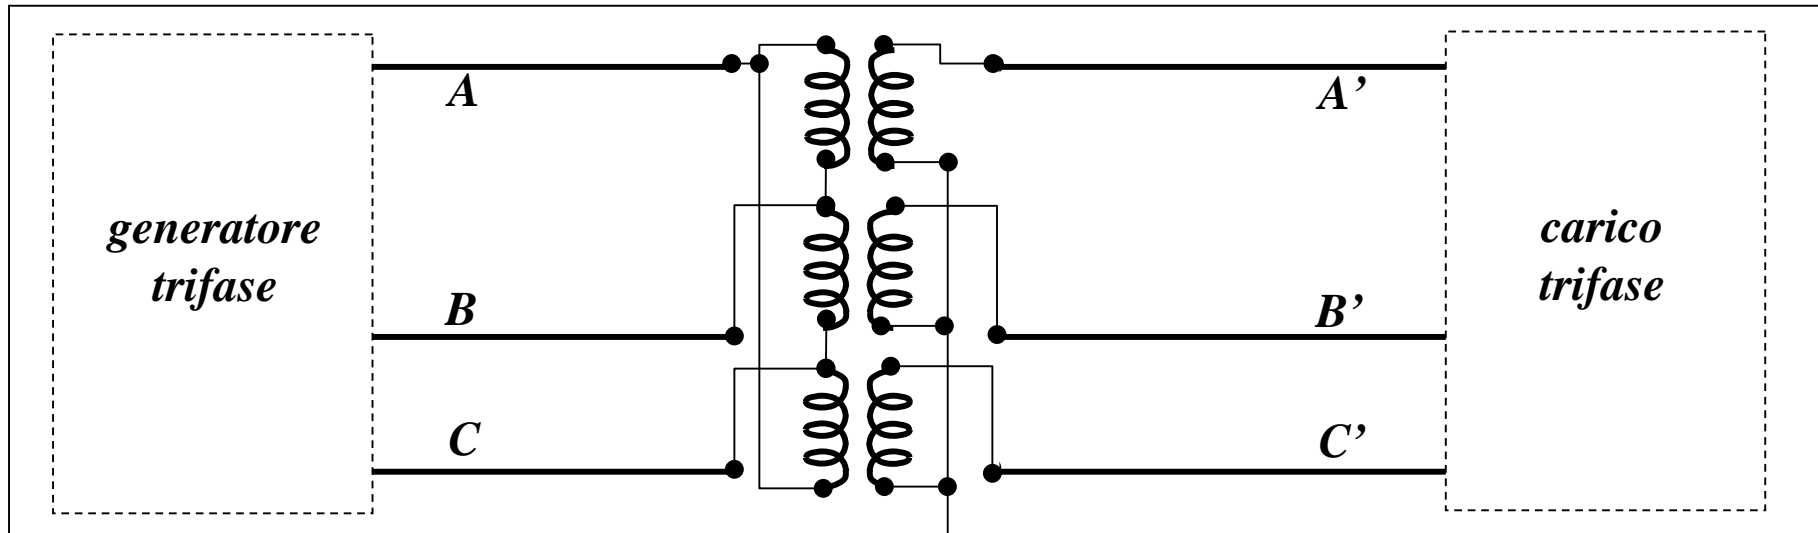 A
A’
generatore
trifase
carico
trifase
B
B’
C
C’